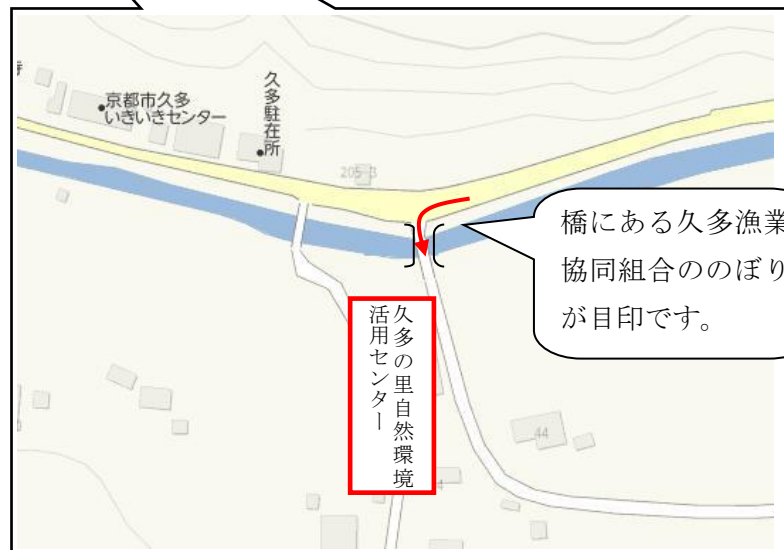 京都市久多
いきいきセンター
久多駐在所
205-3
橋にある久多漁業
協同組合ののぼり
が目印です。
久多の里自然環境
活用センター
44